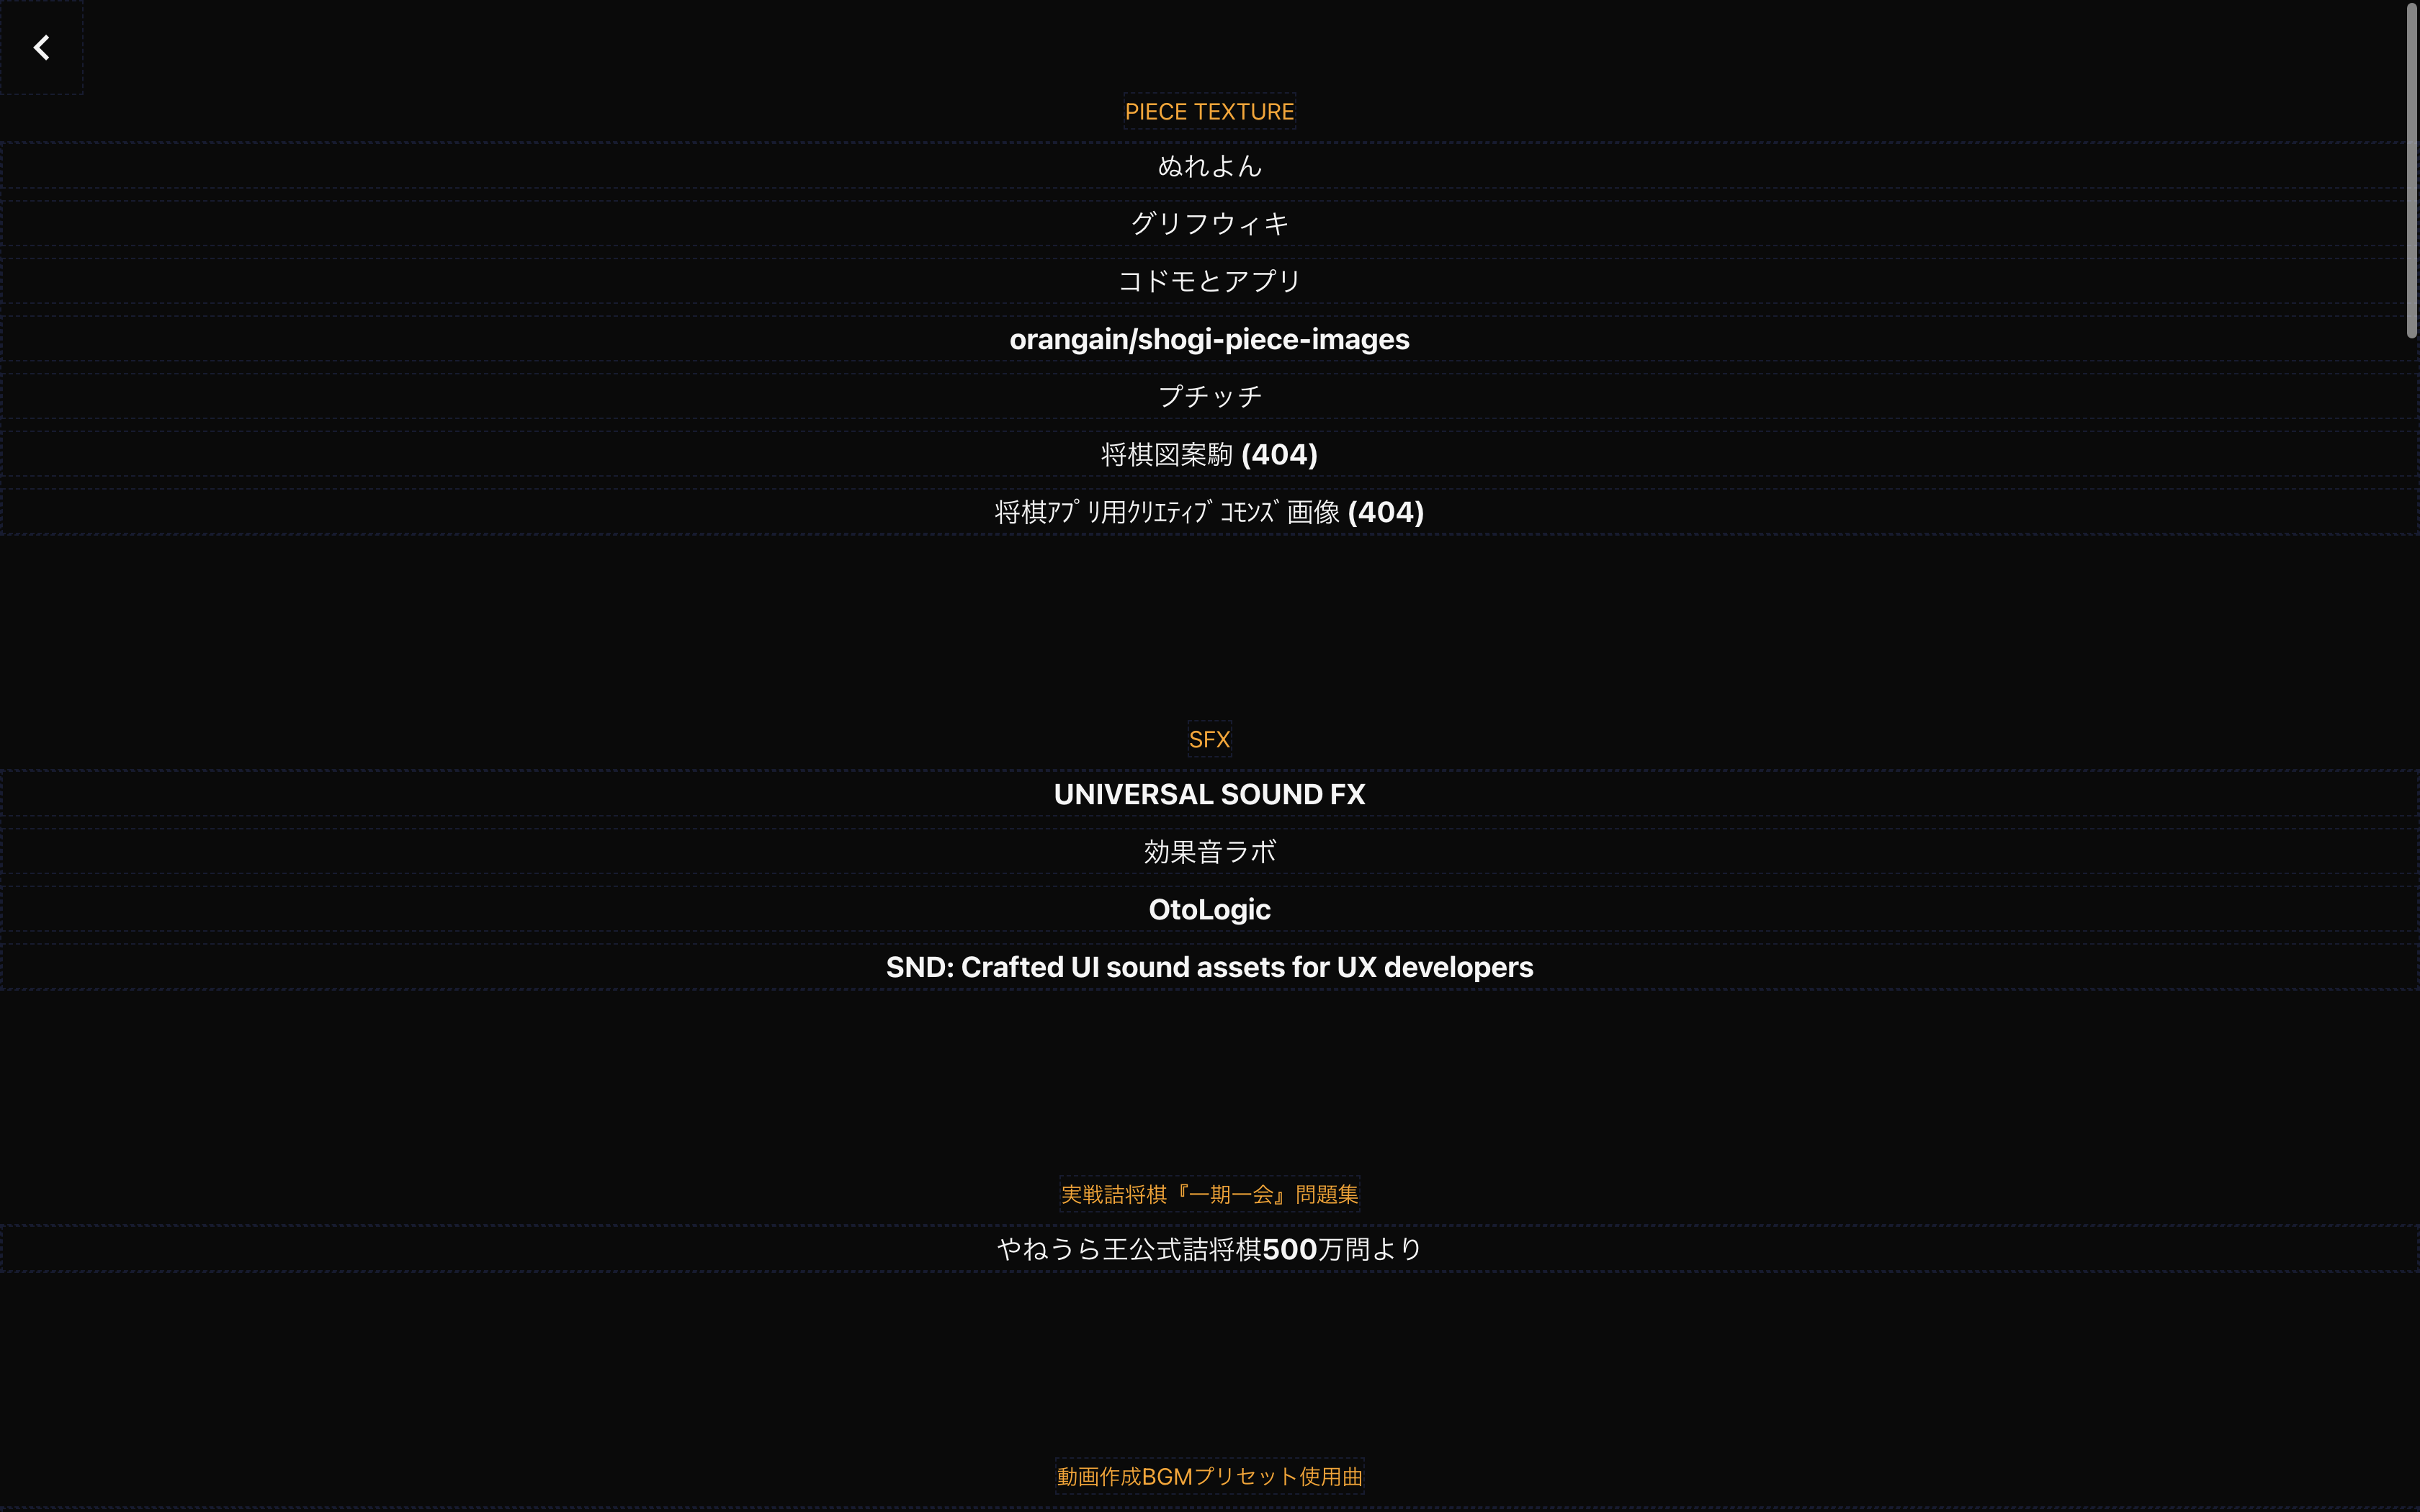 PIECE TEXTURE
ぬれよん
グリフウィキ
コドモとアプリ
orangain/shogi-piece-images
プチッチ
将棋図案駒 (404)
将棋ｱﾌﾟﾘ用ｸﾘｴﾃｨﾌﾞｺﾓﾝｽﾞ画像 (404)
SFX
UNIVERSAL SOUND FX
効果音ラボ
OtoLogic
SND: Crafted UI sound assets for UX developers
実戦詰将棋『一期一会』問題集
やねうら王公式詰将棋500万問より
動画作成BGMプリセット使用曲